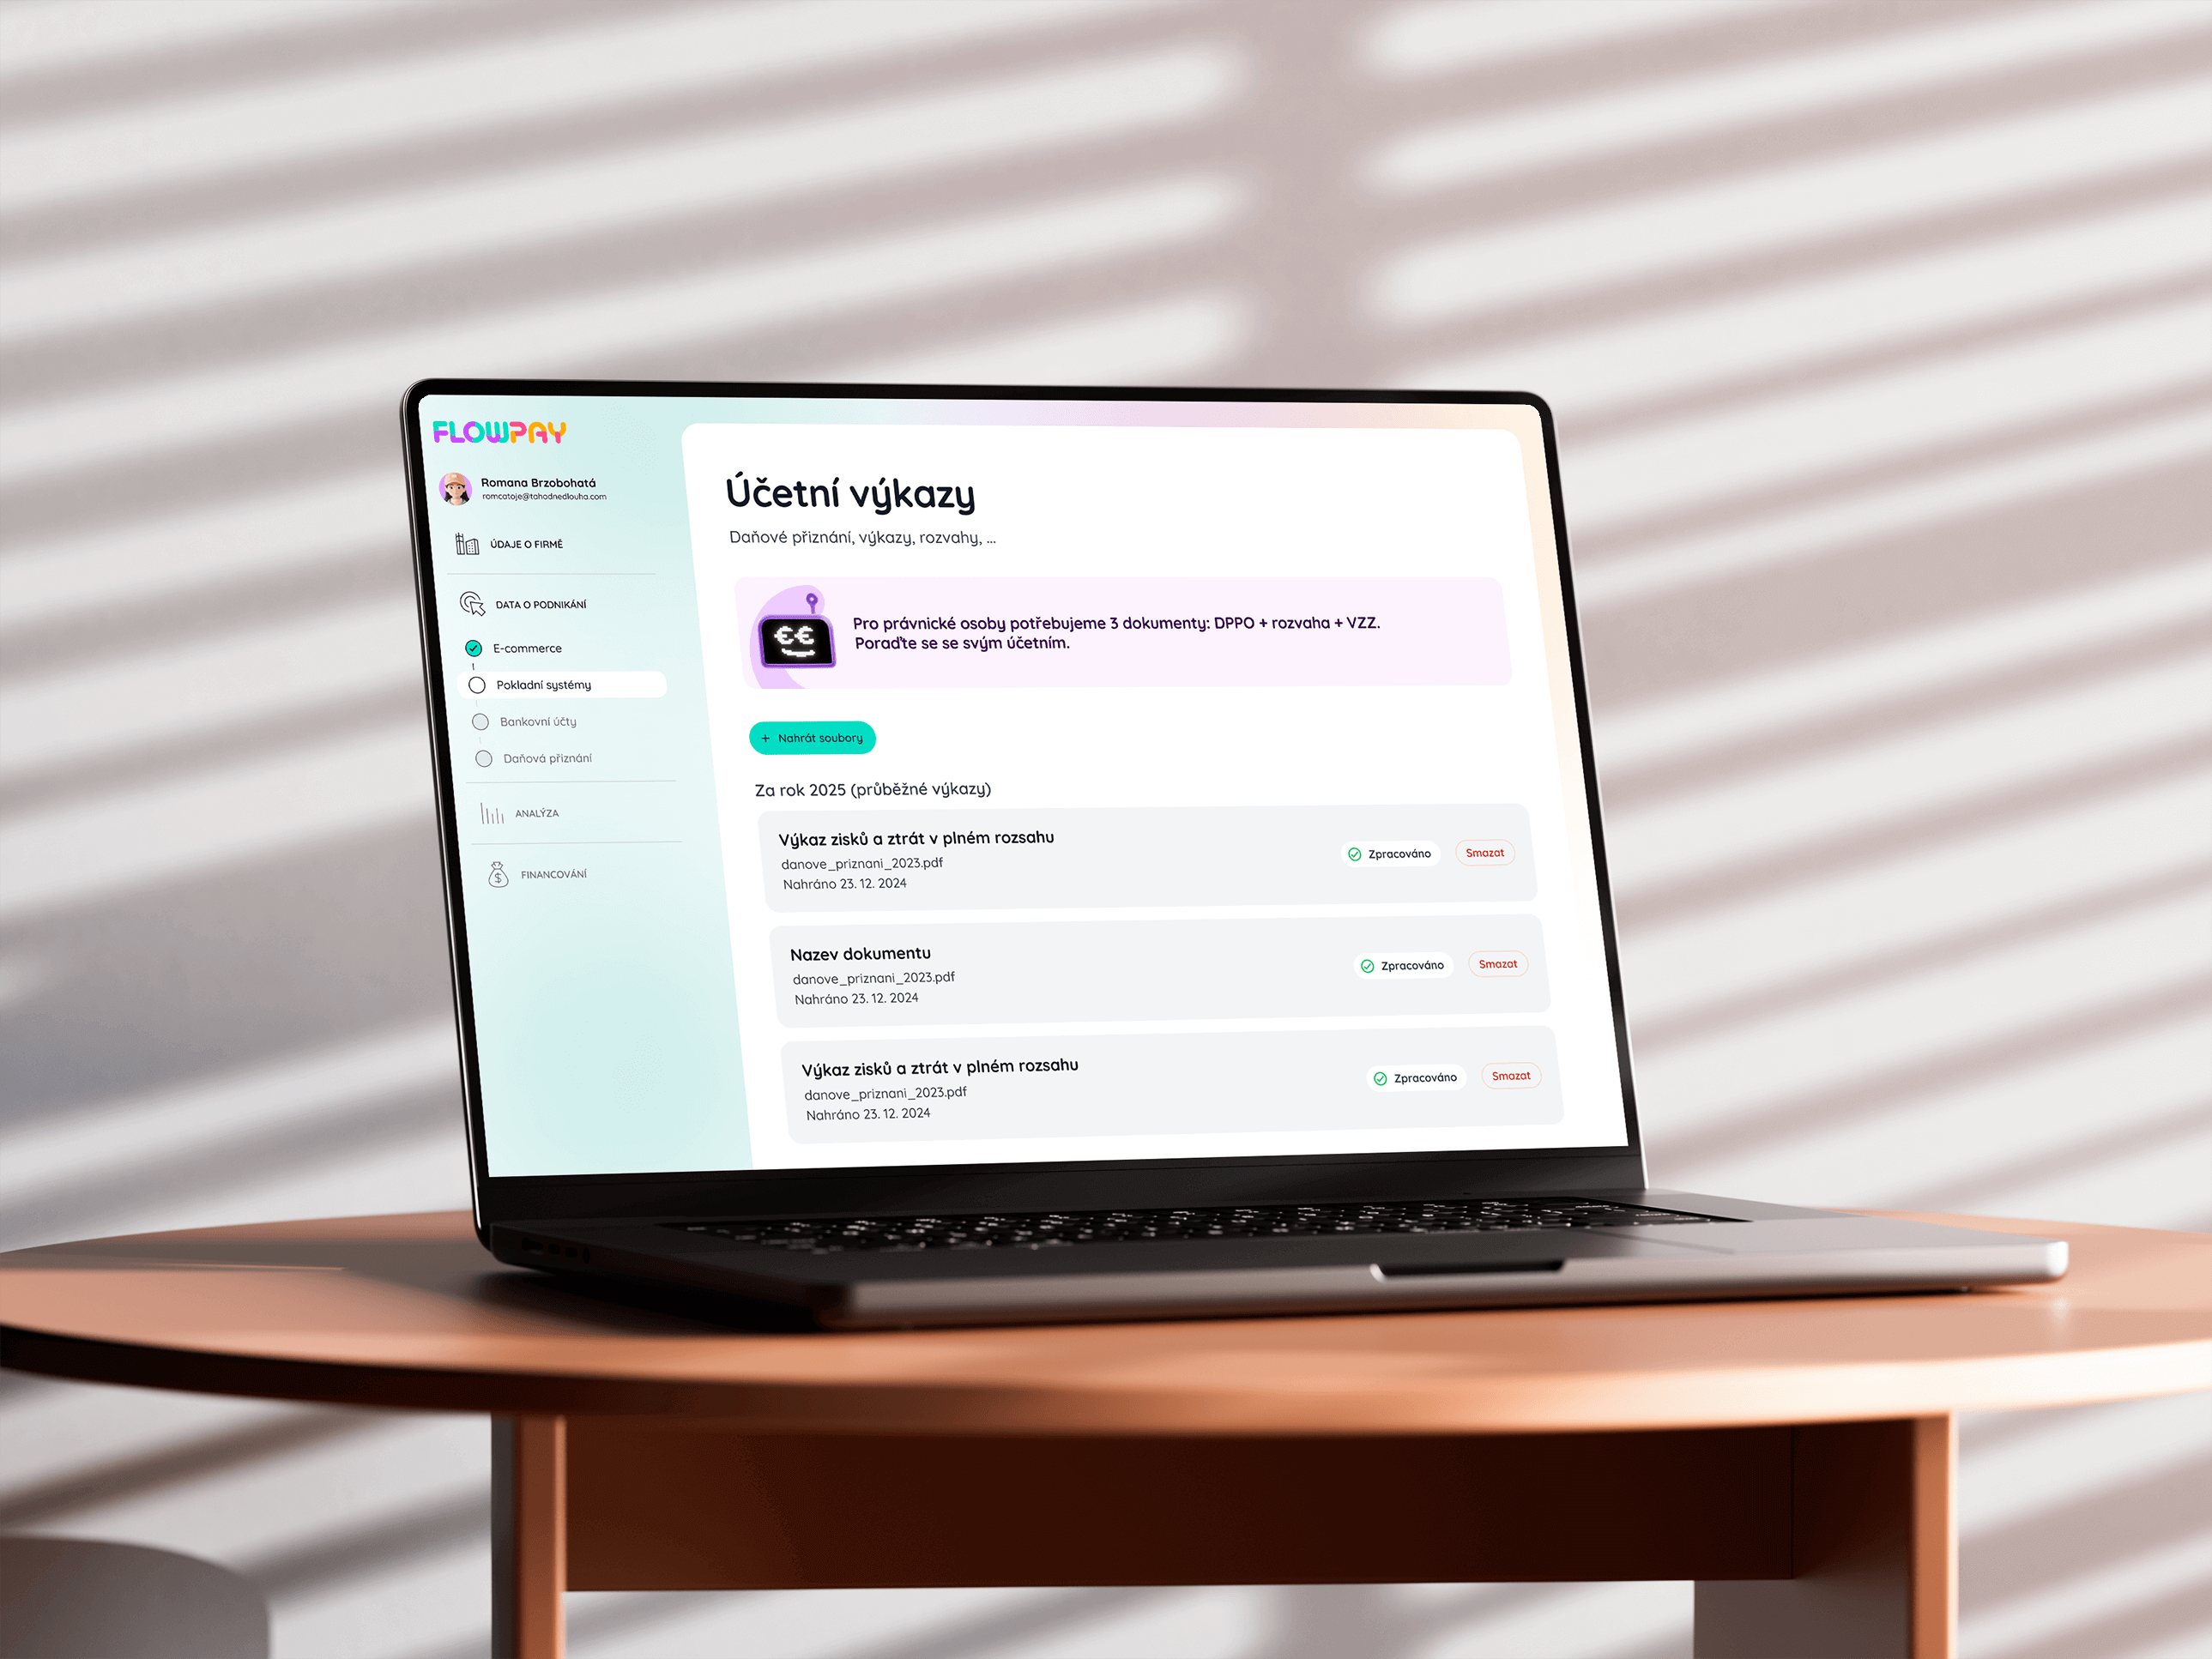 FLOWPAY
Romana Brzobohatá
romcatoje@tahodnedlouha.com
ÚDAJE O FIRMĚ
DATA O PODNIKÁNÍ
E-commerce
Pokladní systémy
Bankovní účty
Daňová přiznání
ANALÝZA
FINANCOVÁNÍ
Účetní výkazy
Daňové přiznání, výkazy, rozvahy, ...
Pro právnické osoby potřebujeme 3 dokumenty: DPPO + rozvaha + VZZ.
Poraďte se se svým účetním.
+ Nahrát soubory
Za rok 2025 (průběžné výkazy)
Výkaz zisků a ztrát v plném rozsahu
danove_priznani_2023.pdf
Nahráno 23. 12. 2024
Zpracováno
Smazat
Nazev dokumentu
danove_priznani_2023.pdf
Nahráno 23. 12. 2024
Zpracováno
Smazat
Výkaz zisků a ztrát v plném rozsahu
danove_priznani_2023.pdf
Nahráno 23. 12. 2024
Zpracováno
Smazat